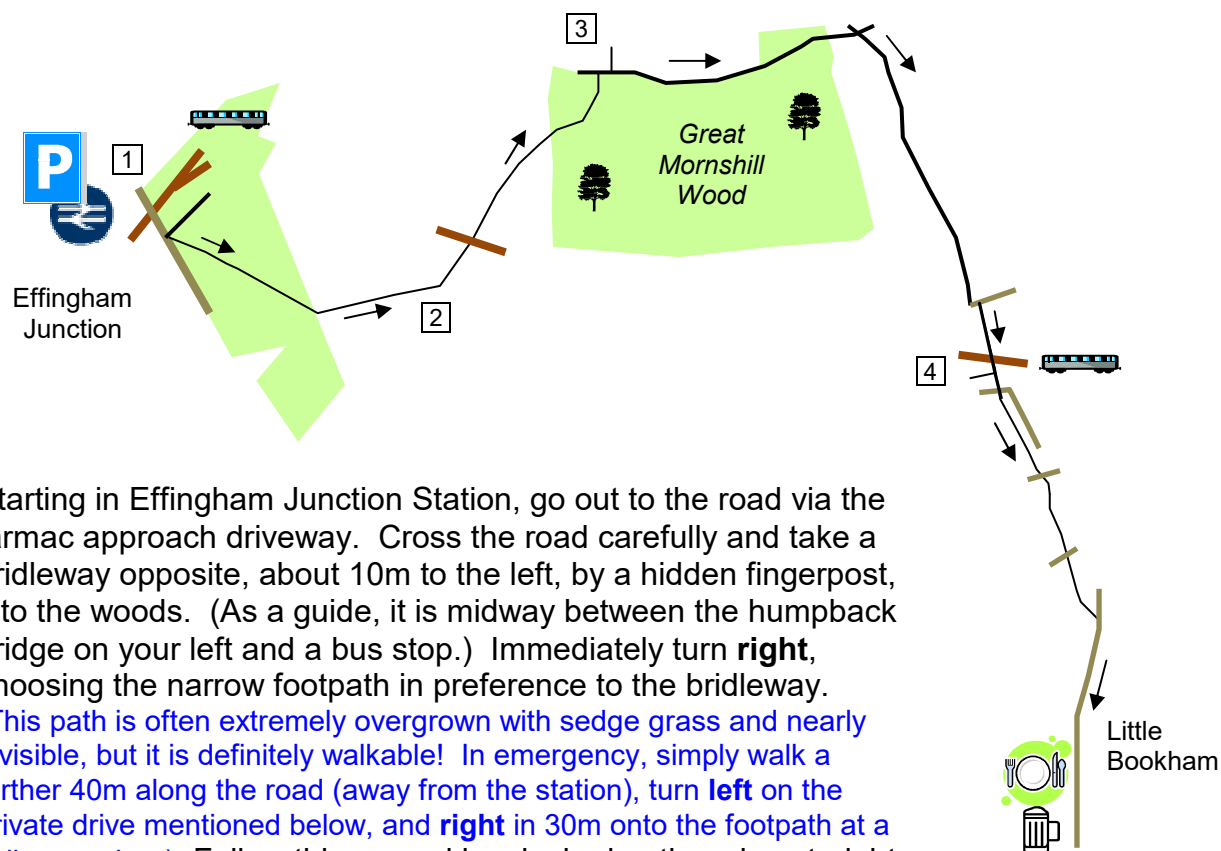 3
1
P
Great
Mornshill
Wood
Effingham
Junction
2
4
tarting in Effingham Junction Station, go out to the road via the
armac approach driveway. Cross the road carefully and take a
ridleway opposite, about 10m to the left, by a hidden fingerpost,
to the woods. (As a guide, it is midway between the humpback
ridge on your left and a bus stop.) Immediately turn right,
hoosing the narrow footpath in preference to the bridleway.
This path is often extremely overgrown with sedge grass and nearly
visible, but it is definitely walkable! In emergency, simply walk a
rther 40m along the road (away from the station), turn left on the
rivate drive mentioned below, and right in 30m onto the footpath at a
Little
Bookham